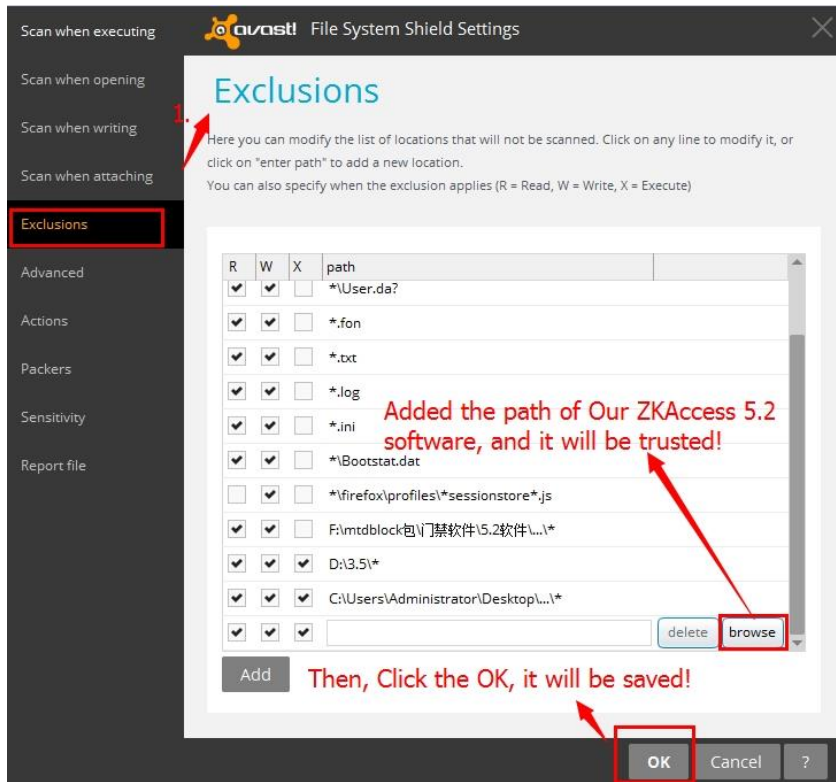 Scan when executing
Scan when opening
Scan when writing
Scan when attaching
Exclusions
Advanced
Actions
Packers
Sensitivity
Report file
avast! File System Shield Settings
Exclusions
1.
Here you can modify the list of locations that will not be scanned. Click on any line to modify it, or
click on "enter path" to add a new location.
You can also specify when the exclusion applies (R = Read, W = Write, X = Execute)
R W X path
*\User.da?
*.fon
*.txt
*.log
*.ini
*\Bootstat.dat
*\firefox\profiles\*sessionstore*.js
F:\mtdblock包\门禁软件\5.2软件\...\*
D:\3.5\*
C:\Users\Administrator\Desktop\...\*
delete browse
Added the path of Our ZKAccess 5.2
software, and it will be trusted!
Add
Then, Click the OK, it will be saved!
OK Cancel ?